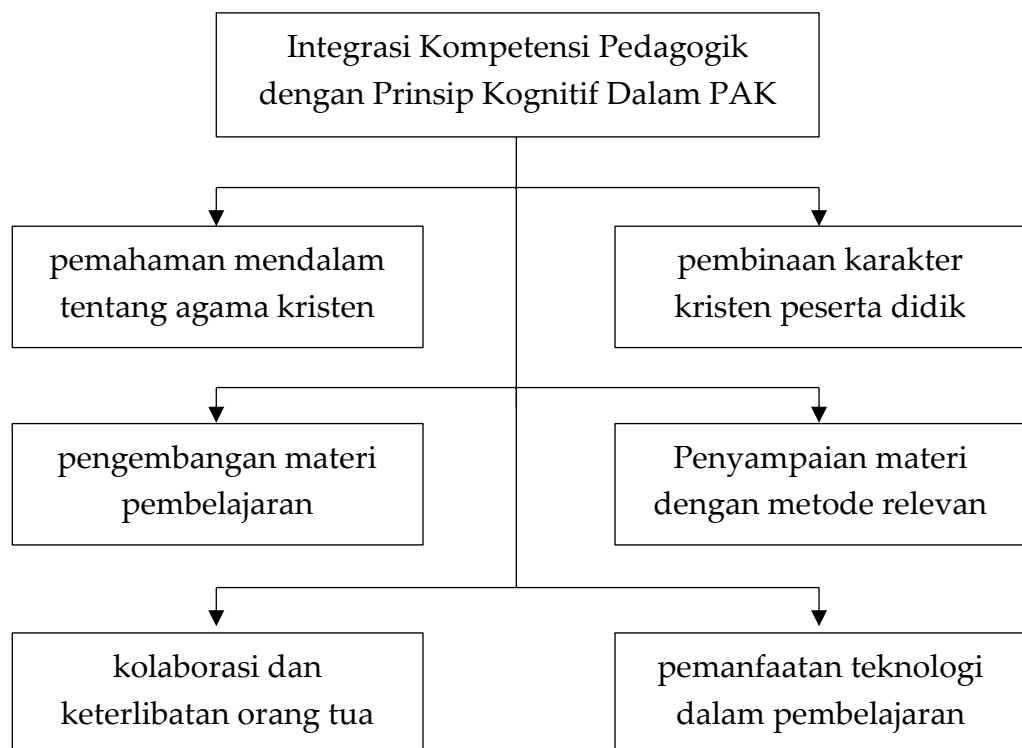 Integrasi Kompetensi Pedagogik
dengan Prinsip Kognitif Dalam PAK
pemahaman mendalam
tentang agama kristen
pembinaan karakter
kristen peserta didik
pengembangan materi
pembelajaran
Penyampaian materi
dengan metode relevan
kolaborasi dan
keterlibatan orang tua
pemanfaatan teknologi
dalam pembelajaran